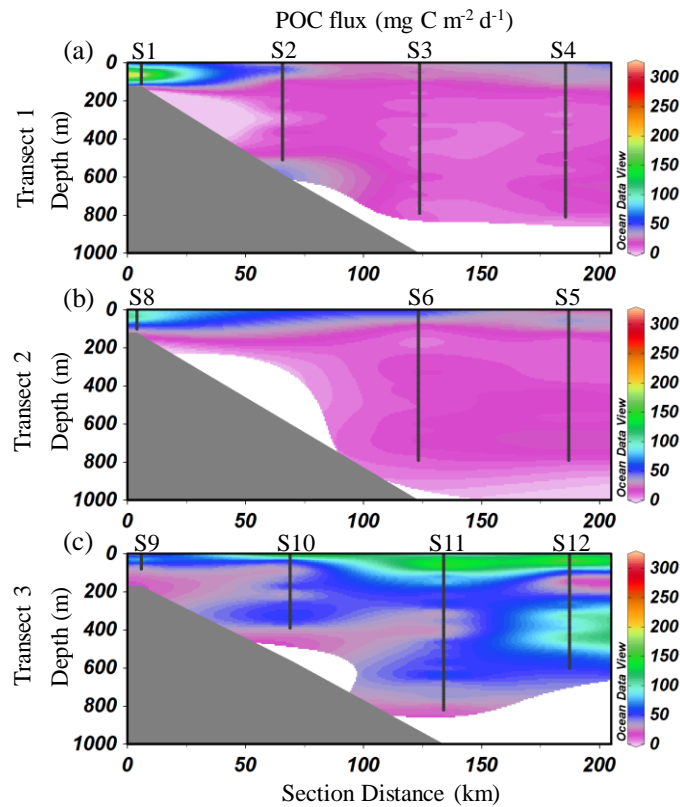 POC flux (mg C m⁻² d⁻¹)
(a) S1 S2 S3 S4
Transect 1
Depth (m)
0
200
400
600
800
1000
0 50 100 150 200
Ocean Data View
300
250
200
150
100
50
0
(b) S8 S6 S5
Transect 2
Depth (m)
0
200
400
600
800
1000
0 50 100 150 200
Ocean Data View
300
250
200
150
100
50
0
(c) S9 S10 S11 S12
Transect 3
Depth (m)
0
200
400
600
800
1000
0 50 100 150 200
Ocean Data View
300
250
200
150
100
50
0
Section Distance (km)